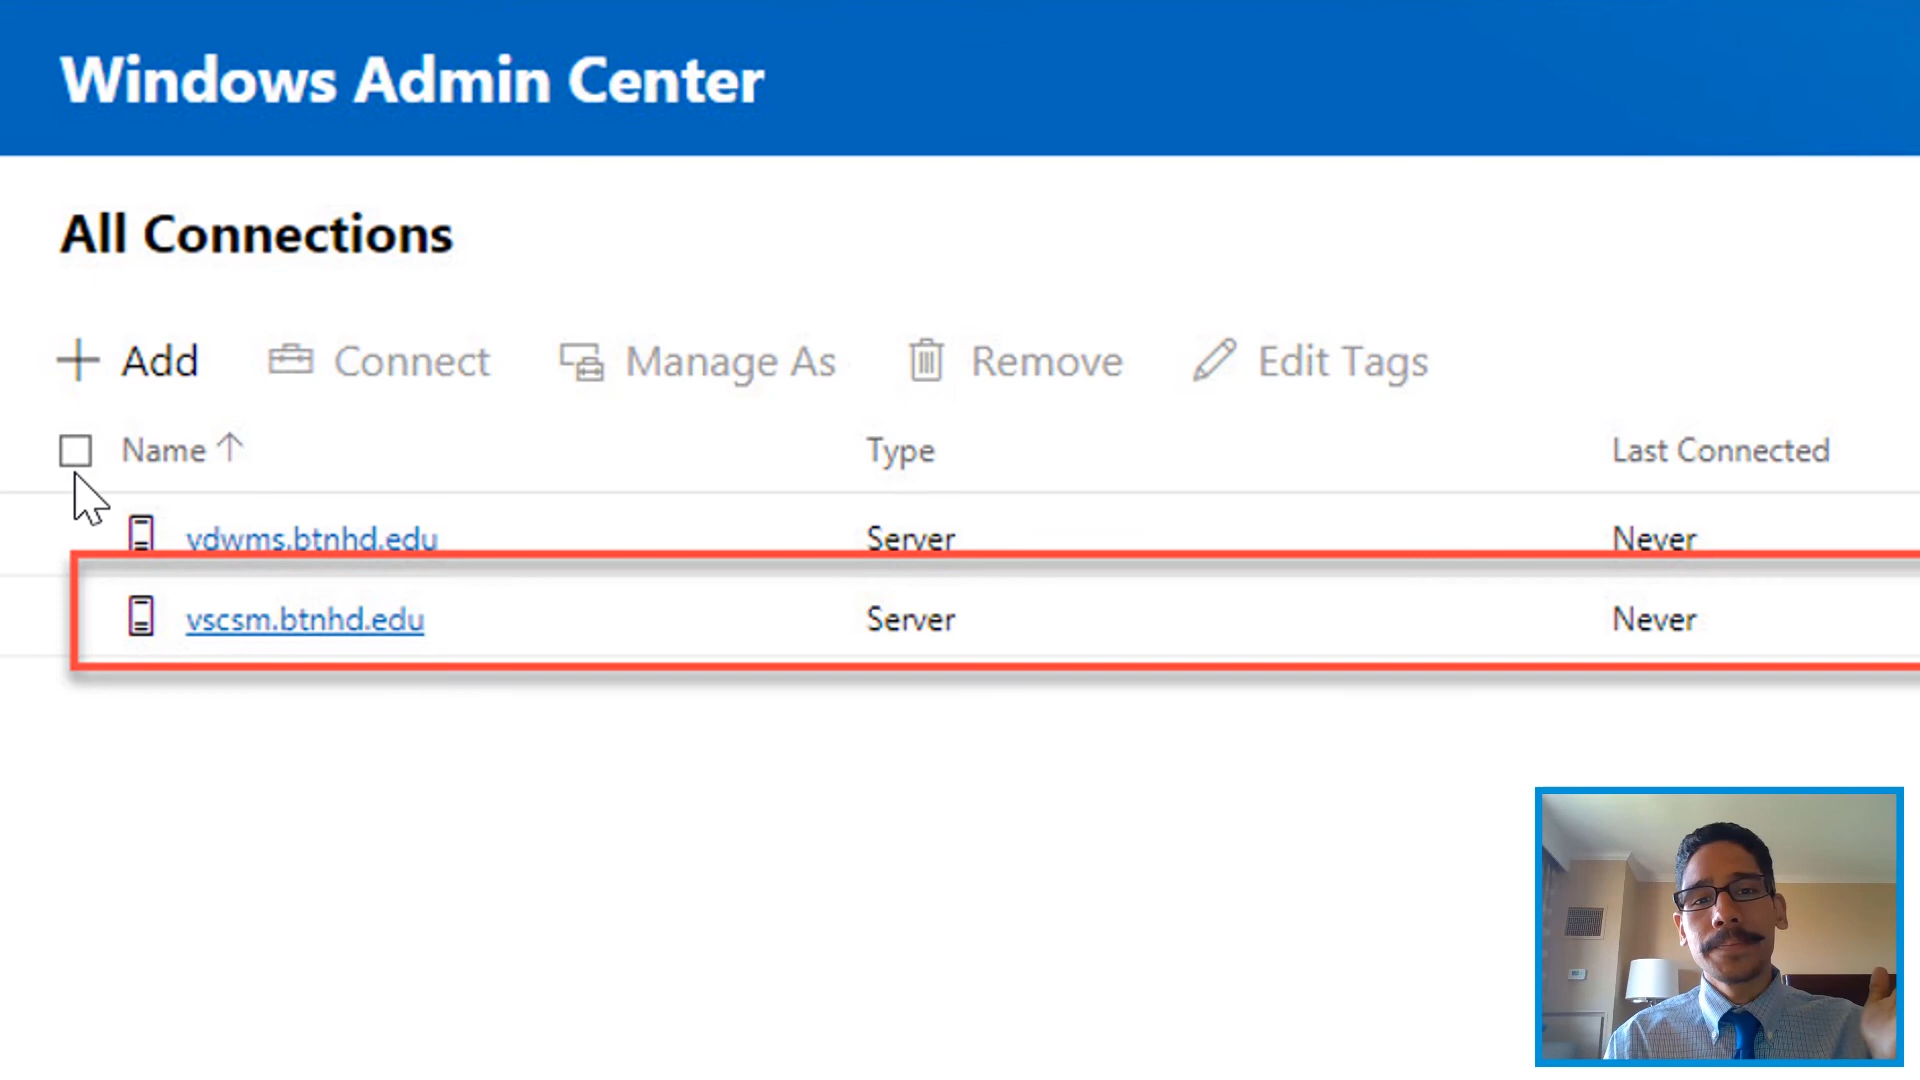 Windows Admin Center
All Connections
Add Connect Manage As Remove Edit Tags
Name Type Last Connected
vdwms.btnhd.edu Server Never
vscsm.btnhd.edu Server Never